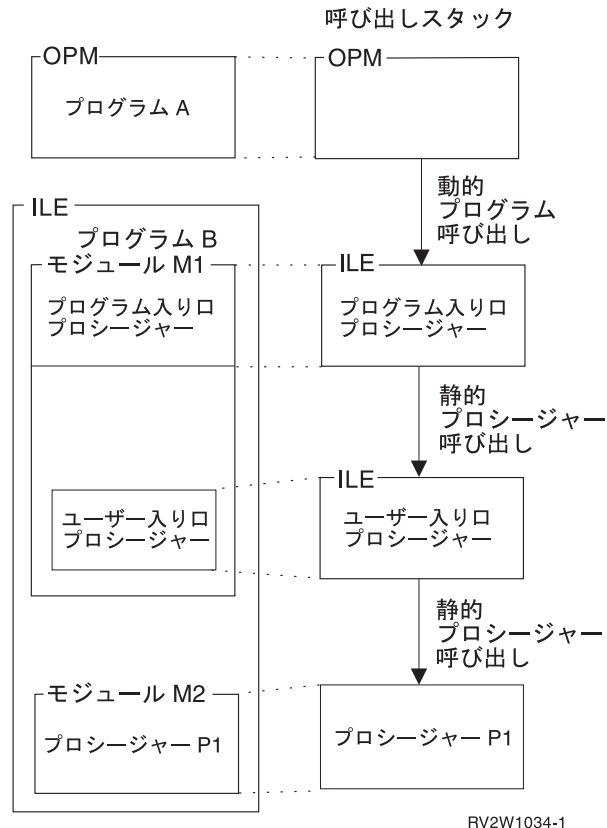 呼び出しスタック
OPM
プログラム A
OPM
動的
プログラム
呼び出し
ILE
プログラム B
モジュール M1
プログラム入り口
プロシージャー
ILE
プログラム入り口
プロシージャー
静的
プロシージャー
呼び出し
ユーザー入り口
プロシージャー
ILE
ユーザー入り口
プロシージャー
静的
プロシージャー
呼び出し
モジュール M2
プロシージャー P1
プロシージャー P1
RV2W1034-1